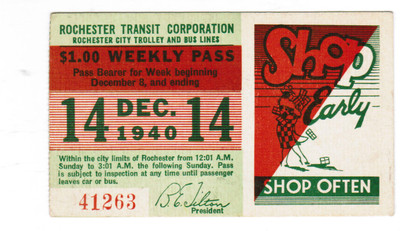 ROCHESTER TRANSIT CORPORATION
ROCHESTER CITY TROLLEY AND BUS LINES
$1.00 WEEKLY PASS
Pass Bearer for Week beginning
December 8, and ending
14 DEC. 14
1940
Within the city limits of Rochester from 12:01 A.M.
Sunday to 3:01 A.M. the following Sunday. Pass
is subject to inspection at any time until passenger
leaves car or bus.
41263
B.E. Tilton
President
Shop
Early
SHOP OFTEN